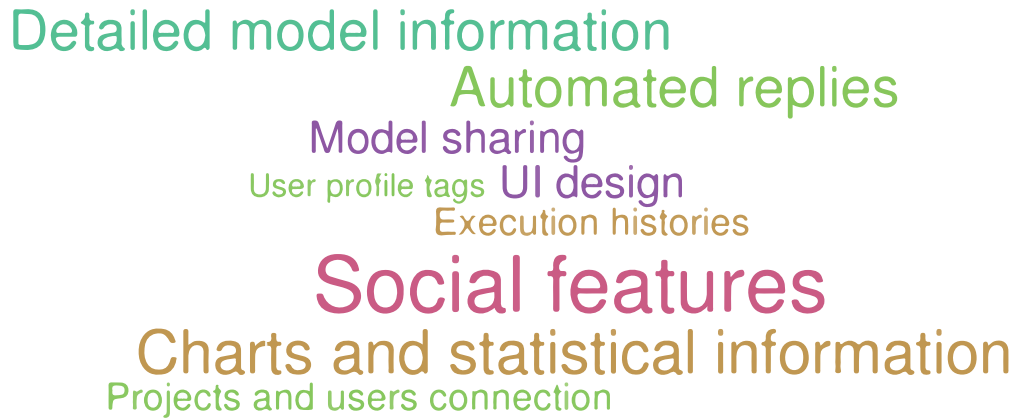 Detailed model information
Automated replies
Model sharing
User profile tags UI design
Execution histories
Social features
Charts and statistical information
Projects and users connection